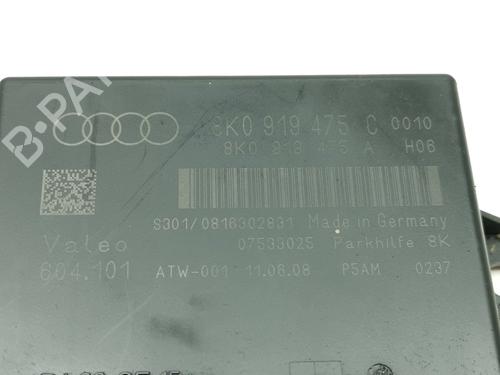 B-PARTS
8K0 919 475 C 0010
8K0 919 475 A H06
S301/0816302831 Made in Germany
Valeo 07533025 Parkhilfe 8K
604.101 ATW-001 11.06.08 P5AM 0237